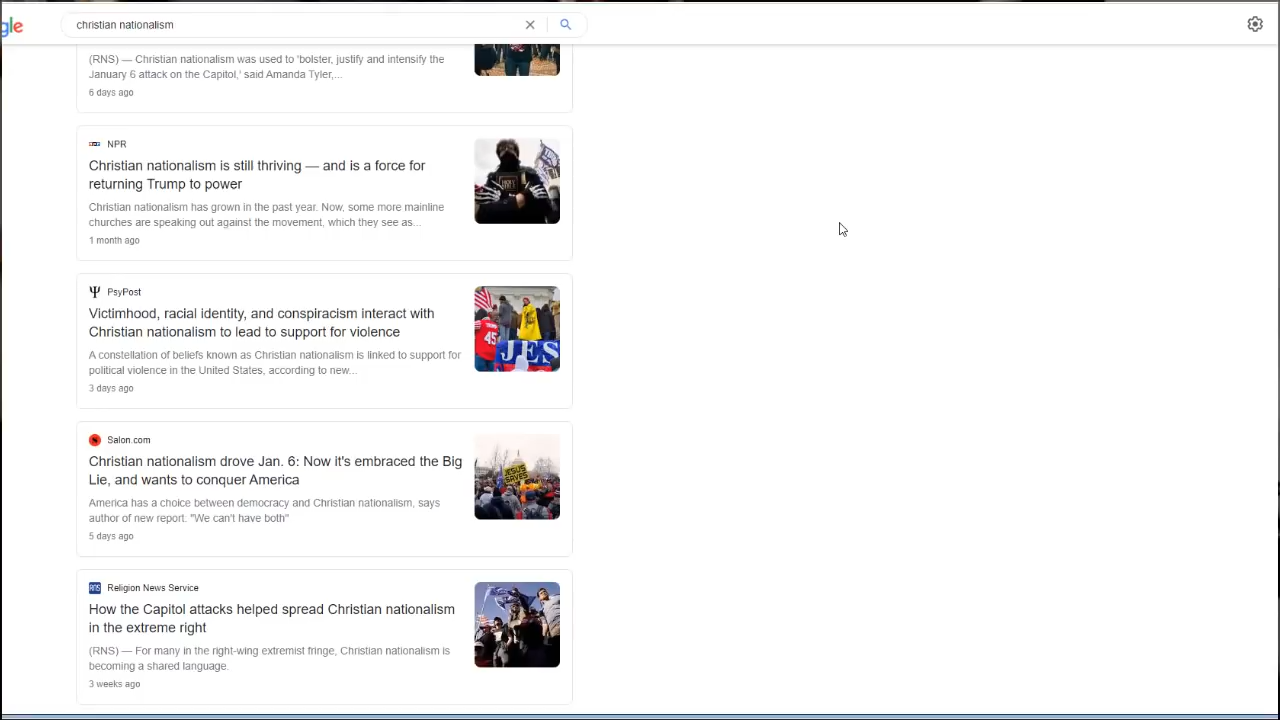 gle
christian nationalism
(RNS) — Christian nationalism was used to 'bolster, justify and intensify the
January 6 attack on the Capitol,' said Amanda Tyler,...
6 days ago
NPR
Christian nationalism is still thriving — and is a force for
returning Trump to power
Christian nationalism has grown in the past year. Now, some more mainline
churches are speaking out against the movement, which they see as...
1 month ago
Ψ PsyPost
Victimhood, racial identity, and conspiracism interact with
Christian nationalism to lead to support for violence
A constellation of beliefs known as Christian nationalism is linked to support for
political violence in the United States, according to new...
3 days ago
45
JES
Salon.com
Christian nationalism drove Jan. 6: Now it's embraced the Big
Lie, and wants to conquer America
America has a choice between democracy and Christian nationalism, says
author of new report. "We can't have both"
5 days ago
JESUS
SAVES
RNS Religion News Service
How the Capitol attacks helped spread Christian nationalism
in the extreme right
(RNS) — For many in the right-wing extremist fringe, Christian nationalism is
becoming a shared language.
3 weeks ago